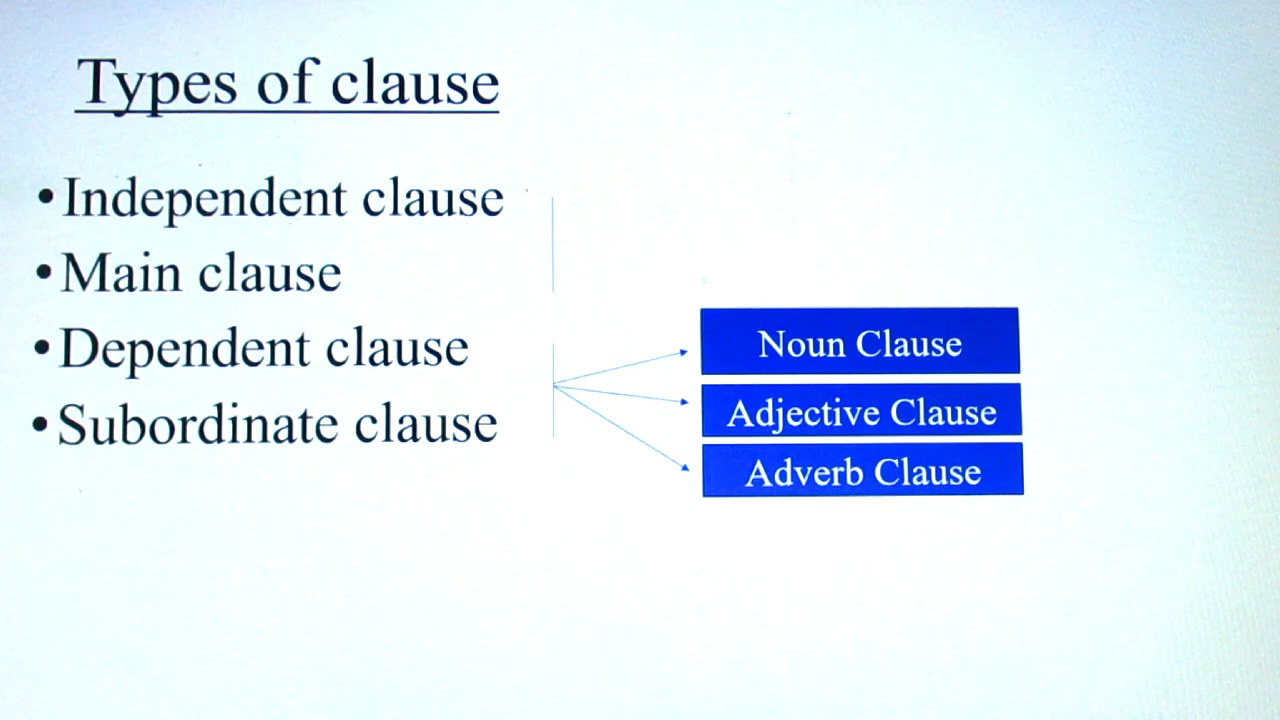 Types of clause
•Independent clause
•Main clause
•Dependent clause
•Subordinate clause
Noun Clause
Adjective Clause
Adverb Clause